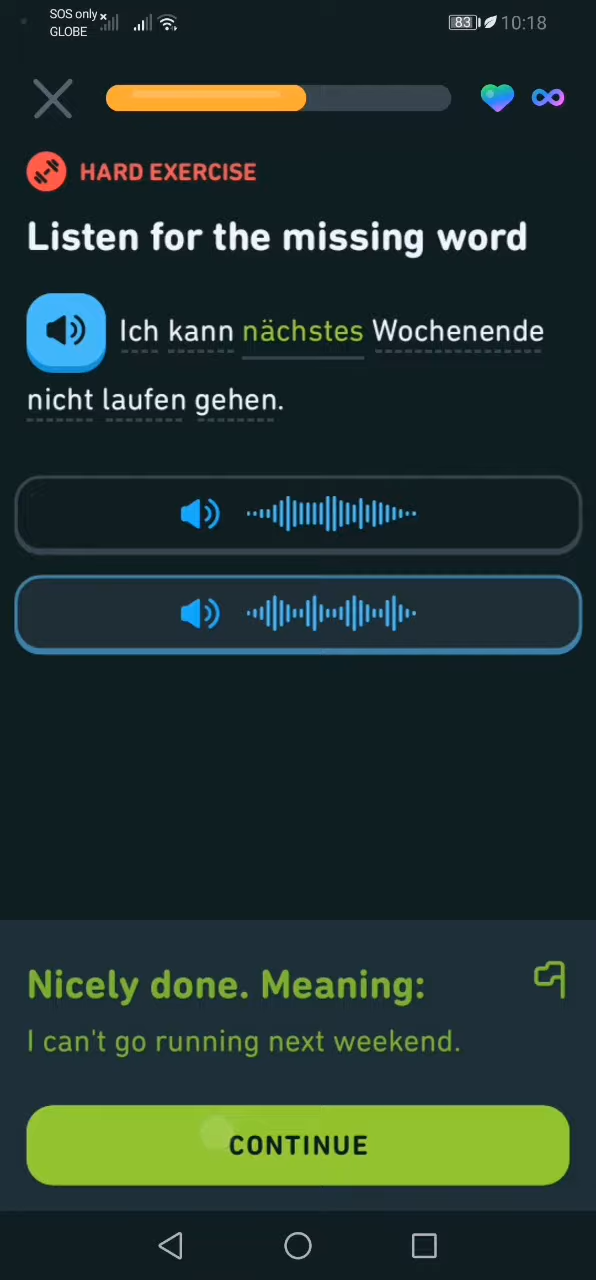 SOS only
GLOBE
83
10:18
HARD EXERCISE
Listen for the missing word
Ich kann nächstes Wochenende
nicht laufen gehen.
Nicely done. Meaning:
I can't go running next weekend.
CONTINUE